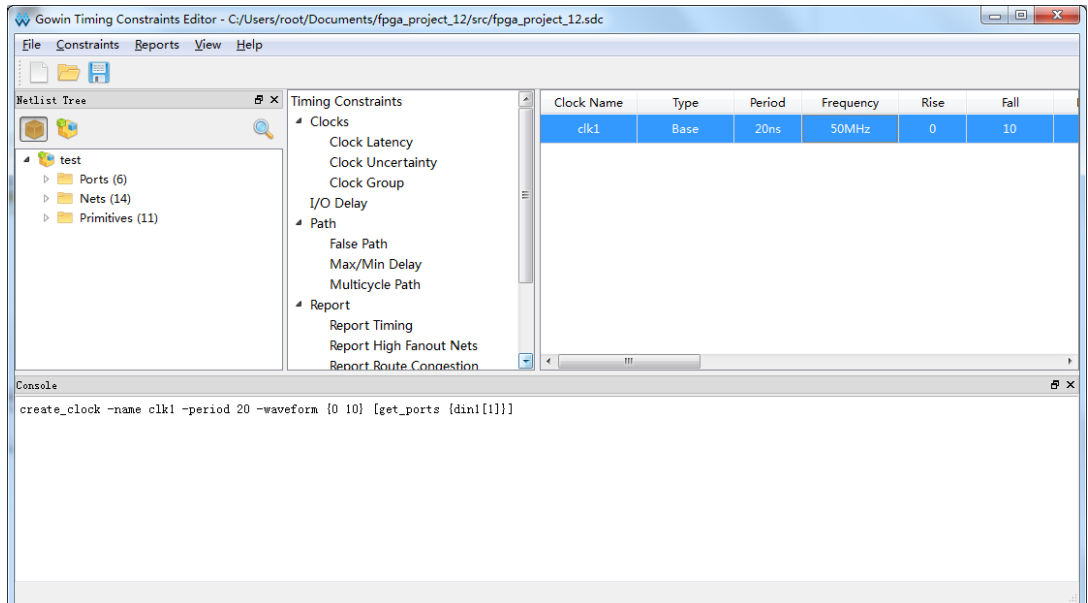 Gowin Timing Constraints Editor - C:/Users/root/Documents/fpga_project_12/src/fpga_project_12.sdc
File Constraints Reports View Help
Netlist Tree
test
Ports (6)
Nets (14)
Primitives (11)
Timing Constraints
Clocks
Clock Latency
Clock Uncertainty
Clock Group
I/O Delay
Path
False Path
Max/Min Delay
Multicycle Path
Report
Report Timing
Report High Fanout Nets
Report Route Congestion
Clock Name Type Period Frequency Rise Fall
clk1 Base 20ns 50MHz 0 10
Console
create_clock -name clk1 -period 20 -waveform {0 10} [get_ports {din1[1]}]